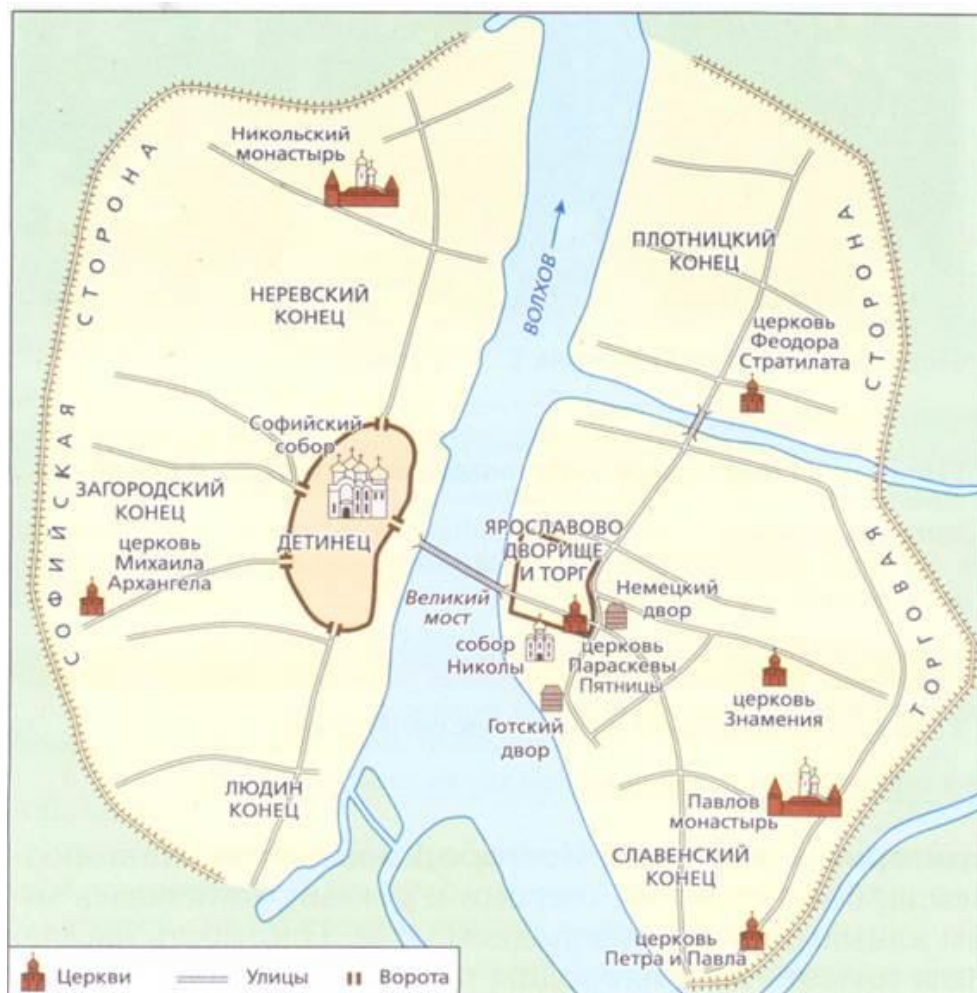 Никольский
монастырь
СОФИЙСКАЯ СТОРОНА
НЕРЕВСКИЙ
КОНЕЦ
ВОЛХОВ
ПЛОТНИЦКИЙ
КОНЕЦ
ТОРГОВАЯ СТОРОНА
церковь
Феодора
Стратилата
Софийский
собор
ЗАГОРОДСКИЙ
КОНЕЦ
ДЕТИНЕЦ
церковь
Михаила
Архангела
Великий
мост
ЯРОСЛАВОВО
ДВОРИЩЕ
И ТОРГ
Немецкий
двор
собор
Николы
церковь
Параскевы
Пятницы
церковь
Знамения
Готский
двор
ЛЮДИН
КОНЕЦ
Павлов
монастырь
СЛАВЕНСКИЙ
КОНЕЦ
церковь
Петра и Павла
Церкви
Улицы
Ворота